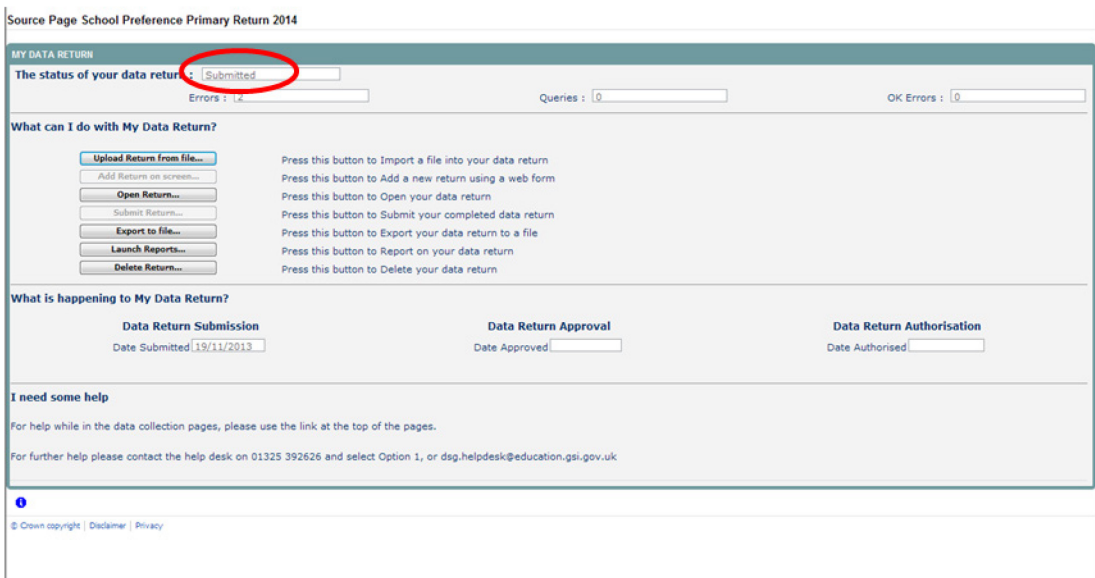 Source Page School Preference Primary Return 2014
MY DATA RETURN
The status of your data return : Submitted
Errors : 2 Queries : 0 OK Errors : 0
What can I do with My Data Return?
Upload Return from file... Press this button to Import a file into your data return
Add Return on screen... Press this button to Add a new return using a web form
Open Return... Press this button to Open your data return
Submit Return... Press this button to Submit your completed data return
Export to file... Press this button to Export your data return to a file
Launch Reports... Press this button to Report on your data return
Delete Return... Press this button to Delete your data return
What is happening to My Data Return?
Data Return Submission Data Return Approval Data Return Authorisation
Date Submitted 19/11/2013 Date Approved Date Authorised
I need some help
For help while in the data collection pages, please use the link at the top of the pages.
For further help please contact the help desk on 01325 392626 and select Option 1, or dsg.helpdesk@education.gsi.gov.uk
© Crown copyright | Disclaimer | Privacy